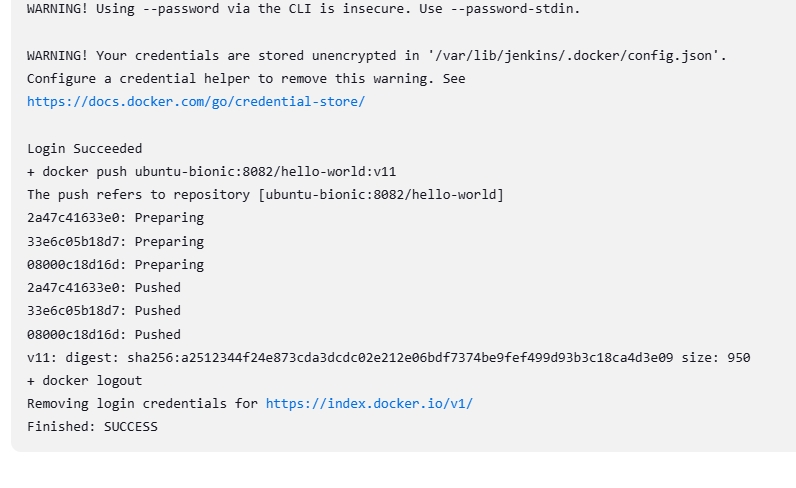 WARNING! Using --password via the CLI is insecure. Use --password-stdin.
WARNING! Your credentials are stored unencrypted in '/var/lib/jenkins/.docker/config.json'.
Configure a credential helper to remove this warning. See
https://docs.docker.com/go/credential-store/
Login Succeeded
+ docker push ubuntu-bionic:8082/hello-world:v11
The push refers to repository [ubuntu-bionic:8082/hello-world]
2a47c41633e0: Preparing
33e6c05b18d7: Preparing
08000c18d16d: Preparing
2a47c41633e0: Pushed
33e6c05b18d7: Pushed
08000c18d16d: Pushed
v11: digest: sha256:a2512344f24e873cda3dcdc02e212e06bdf7374be9fef499d93b3c18ca4d3e09 size: 950
+ docker logout
Removing login credentials for https://index.docker.io/v1/
Finished: SUCCESS